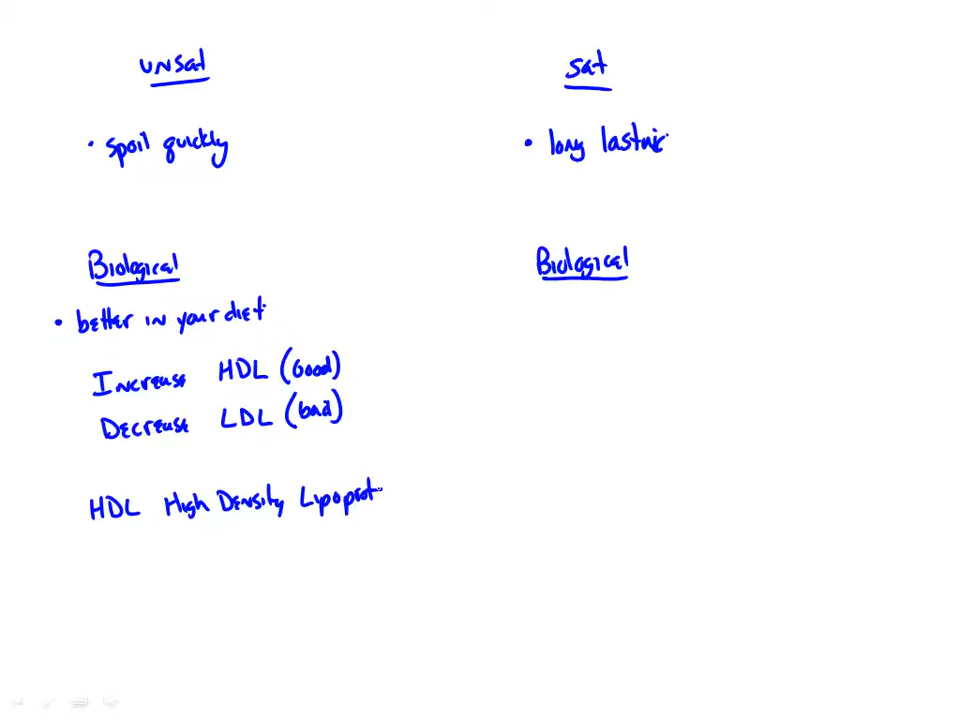 unsat
sat
• spoil quickly
• long lastnic
Biological
Biological
• better in your diet
Increase HDL (Good)
Decrease LDL (bad)
HDL High Density Lypoprot